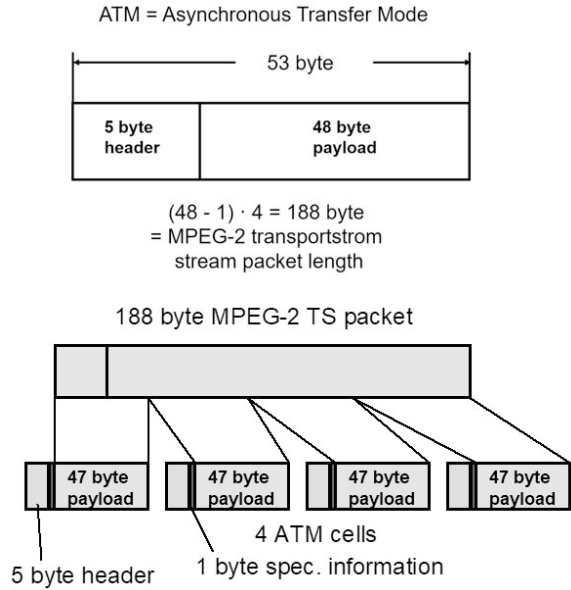 ATM = Asynchronous Transfer Mode
53 byte
5 byte
header
48 byte
payload
(48 - 1) · 4 = 188 byte
= MPEG-2 transportstrom
stream packet length
188 byte MPEG-2 TS packet
47 byte
payload
47 byte
payload
47 byte
payload
47 byte
payload
4 ATM cells
5 byte header
1 byte spec. information